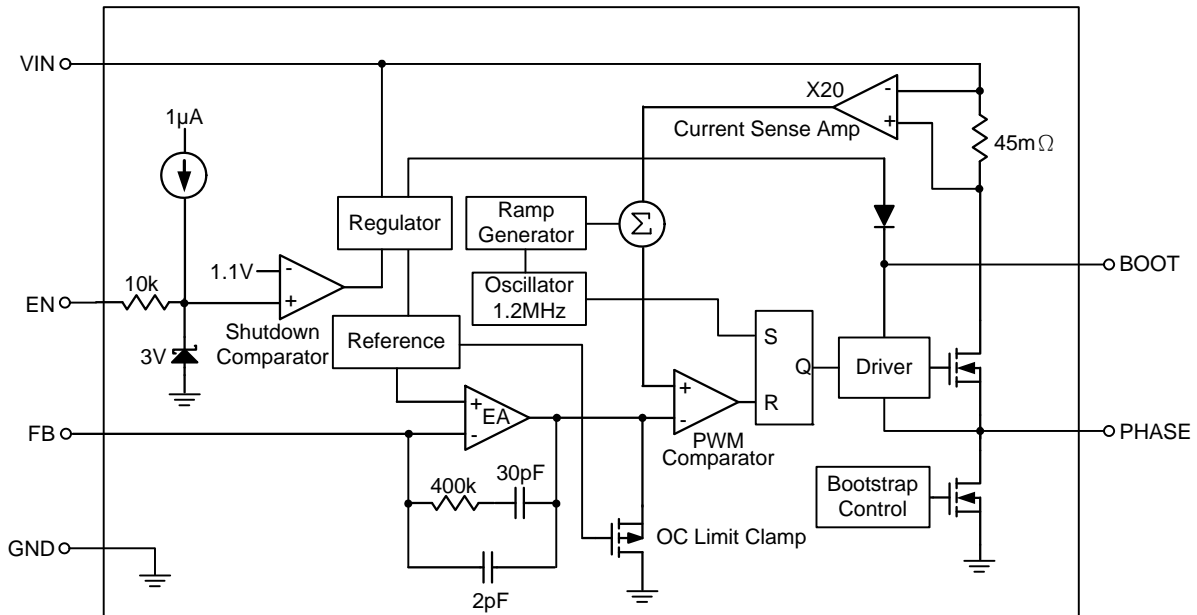 VIN
X20
-
+
Current Sense Amp
45mΩ
1µA
Regulator
Ramp
Generator
Σ
BOOT
1.1V
-
+
10k
EN
Oscillator
1.2MHz
Shutdown
Comparator
Reference
3V
S
Q
R
Driver
+
-
EA
+
-
PWM
Comparator
FB
PHASE
400k
30pF
Bootstrap
Control
OC Limit Clamp
GND
2pF